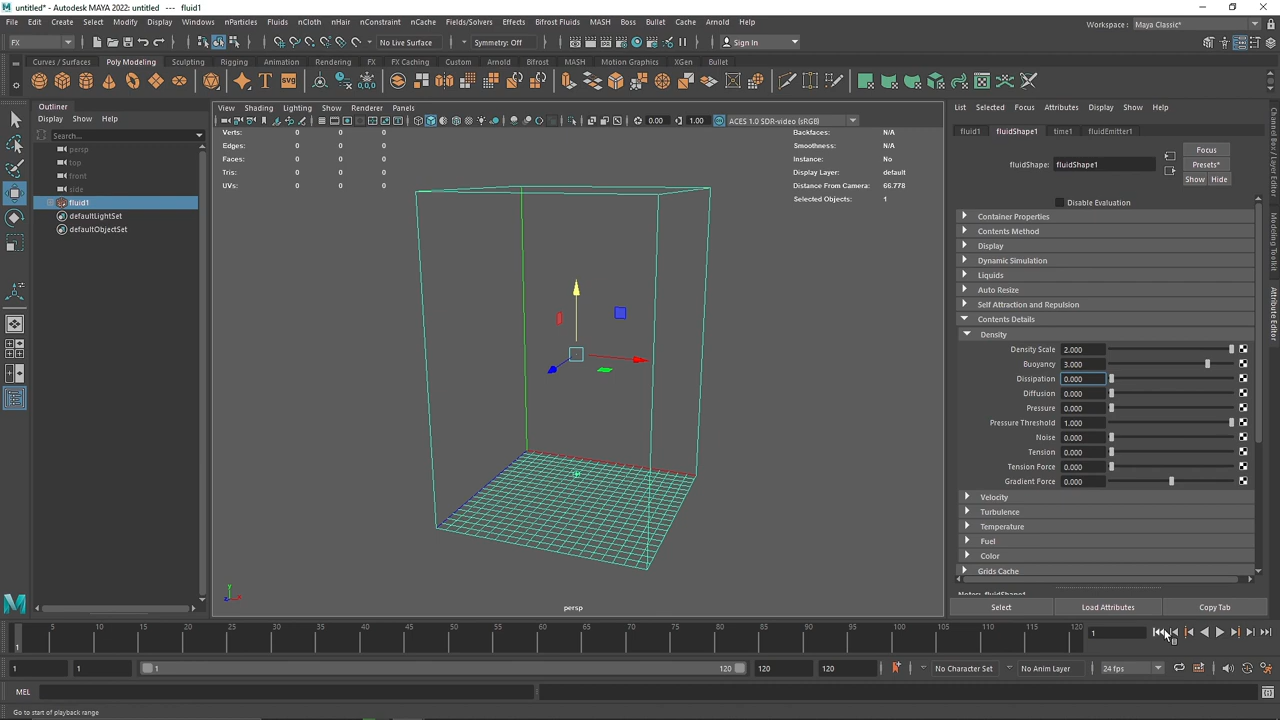 untitled* - Autodesk MAYA 2022: untitled --- fluid1
File Edit Create Select Modify Display Windows nParticles Fluids nCloth nHair nConstraint nCache Fields/Solvers Effects Bifrost Fluids MASH Boss Bullet Cache Arnold Help
Workspace : Maya Classic*
FX No Live Surface Symmetry: Off Sign In
Curves / Surfaces Poly Modeling Sculpting Rigging Animation Rendering FX FX Caching Custom Arnold Bifrost MASH Motion Graphics XGen Bullet
Outliner
Display Show Help
Search...
persp
top
front
side
fluid1
defaultLightSet
defaultObjectSet
View Shading Lighting Show Renderer Panels
0.00 1.00 ACES 1.0 SDR-video (sRGB)
Verts: 0 0 0
Edges: 0 0 0
Faces: 0 0 0
Tris: 0 0 0
UVs: 0 0 0
Backfaces: N/A
Smoothness: N/A
Instance: No
Display Layer: default
Distance From Camera: 66.778
Selected Objects: 1
persp
List Selected Focus Attributes Display Show Help
fluid1 fluidShape1 time1 fluidEmitter1
Focus
fluidShape: fluidShape1 Presets*
Show Hide
Disable Evaluation
Container Properties
Contents Method
Display
Dynamic Simulation
Liquids
Auto Resize
Self Attraction and Repulsion
Contents Details
Density
Density Scale 2.000
Buoyancy 3.000
Dissipation 0.000
Diffusion 0.000
Pressure 0.000
Pressure Threshold 1.000
Noise 0.000
Tension 0.000
Tension Force 0.000
Gradient Force 0.000
Velocity
Turbulence
Temperature
Fuel
Color
Grids Cache
Notes: fluidShape1
Select Load Attributes Copy Tab
Channel Box / Layer Editor
Modeling Toolkit
Attribute Editor
5 10 15 20 25 30 35 40 45 50 55 60 65 70 75 80 85 90 95 100 105 110 115 120
1
1
1 1 1 120 120 120 No Character Set No Anim Layer 24 fps
MEL
Go to start of playback range